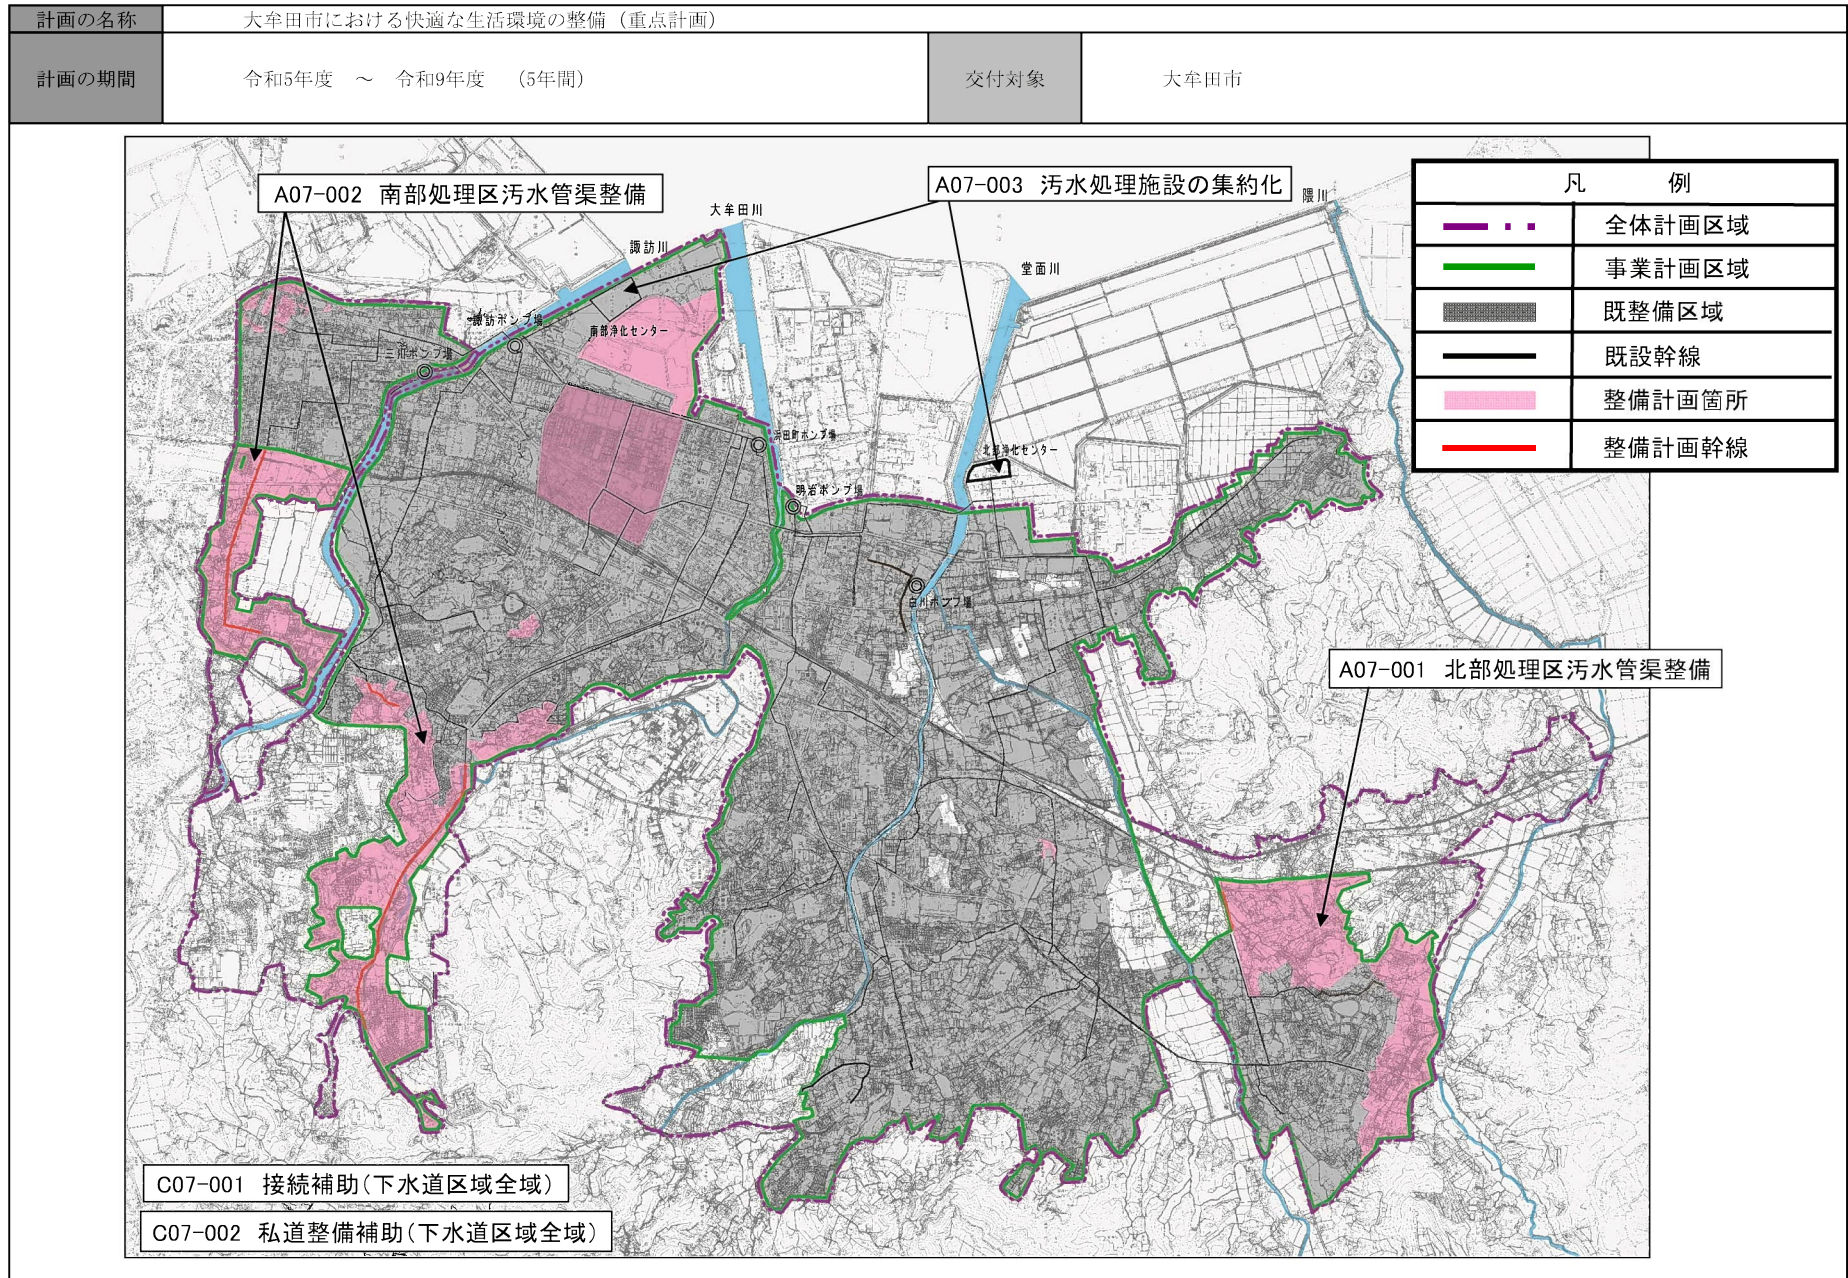 計画の名称 大牟田市における快適な生活環境の整備（重点計画）
計画の期間 令和5年度 ～ 令和9年度 （5年間） 交付対象 大牟田市
A07-002 南部処理区汚水管渠整備
A07-003 汚水処理施設の集約化
凡 例
全体計画区域
事業計画区域
既整備区域
既設幹線
整備計画箇所
整備計画幹線
隈川
大牟田川
諏訪川
堂面川
諏訪ポンプ場
南部浄化センター
三川ポンプ場
浜田町ポンプ場
北部浄化センター
明治ポンプ場
白川ポンプ場
A07-001 北部処理区汚水管渠整備
C07-001 接続補助（下水道区域全域）
C07-002 私道整備補助（下水道区域全域）